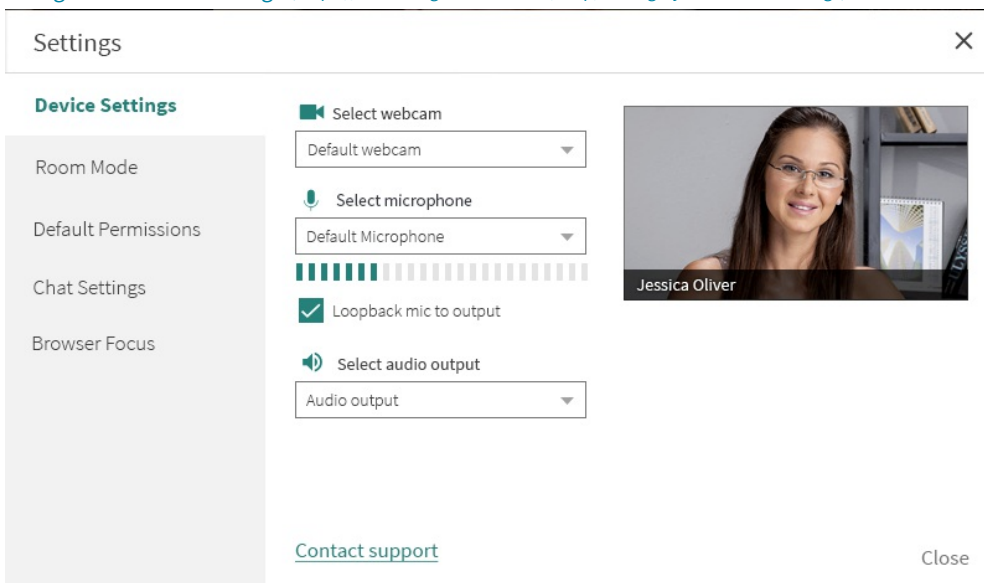 Settings
Device Settings
Room Mode
Default Permissions
Chat Settings
Browser Focus
Select webcam
Default webcam
Select microphone
Default Microphone
Loopback mic to output
Select audio output
Audio output
Jessica Oliver
Contact support
Close